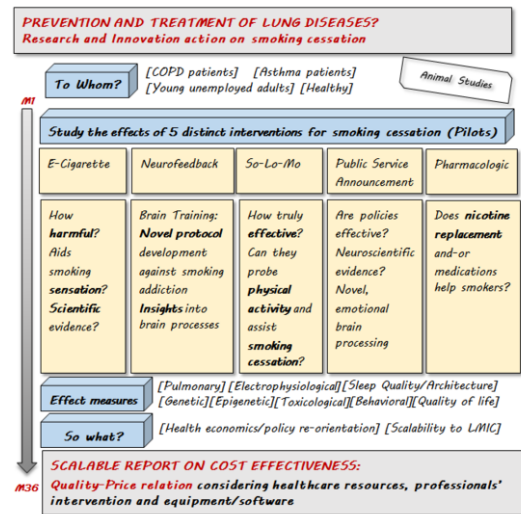 PREVENTION AND TREATMENT OF LUNG DISEASES?
Research and Innovation action on smoking cessation
To Whom?
[COPD patients] [Asthma patients]
[Young unemployed adults] [Healthy]
Animal Studies
M1
Study the effects of 5 distinct interventions for smoking cessation (Pilots)
E-Cigarette
Neurofeedback
So-Lo-Mo
Public Service
Announcement
Pharmacologic
How
harmful?
Aids
smoking
sensation?
Scientific
evidence?
Brain Training:
Novel protocol
development
against smoking
addiction
Insights into
brain processes
How truly
effective?
Can they
probe
physical
activity and
assist
smoking
cessation?
Are policies
effective?
Neuroscientific
evidence?
Novel,
emotional
brain
processing
Does nicotine
replacement
and-or
medications
help smokers?
Effect measures
[Pulmonary] [Electrophysiological] [Sleep Quality/Architecture]
[Genetic] [Epigenetic] [Toxicological] [Behavioral] [Quality of life]
So what?
[Health economics/policy re-orientation] [Scalability to LMIC]
M36
SCALABLE REPORT ON COST EFFECTIVENESS:
Quality-Price relation considering healthcare resources, professionals'
intervention and equipment/software